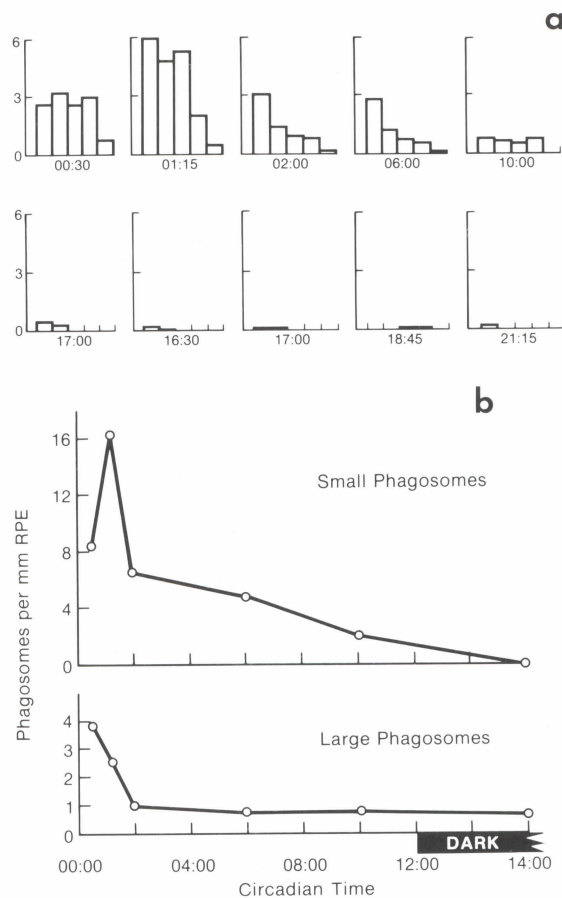 a
6
3
0
00:30 01:15 02:00 06:00 10:00
6
3
0
17:00 16:30 17:00 18:45 21:15
b
16
12
8
4
0
Small Phagosomes
Phagosomes per mm RPE
4
3
2
1
0
Large Phagosomes
DARK
00:00 04:00 08:00 12:00 14:00
Circadian Time